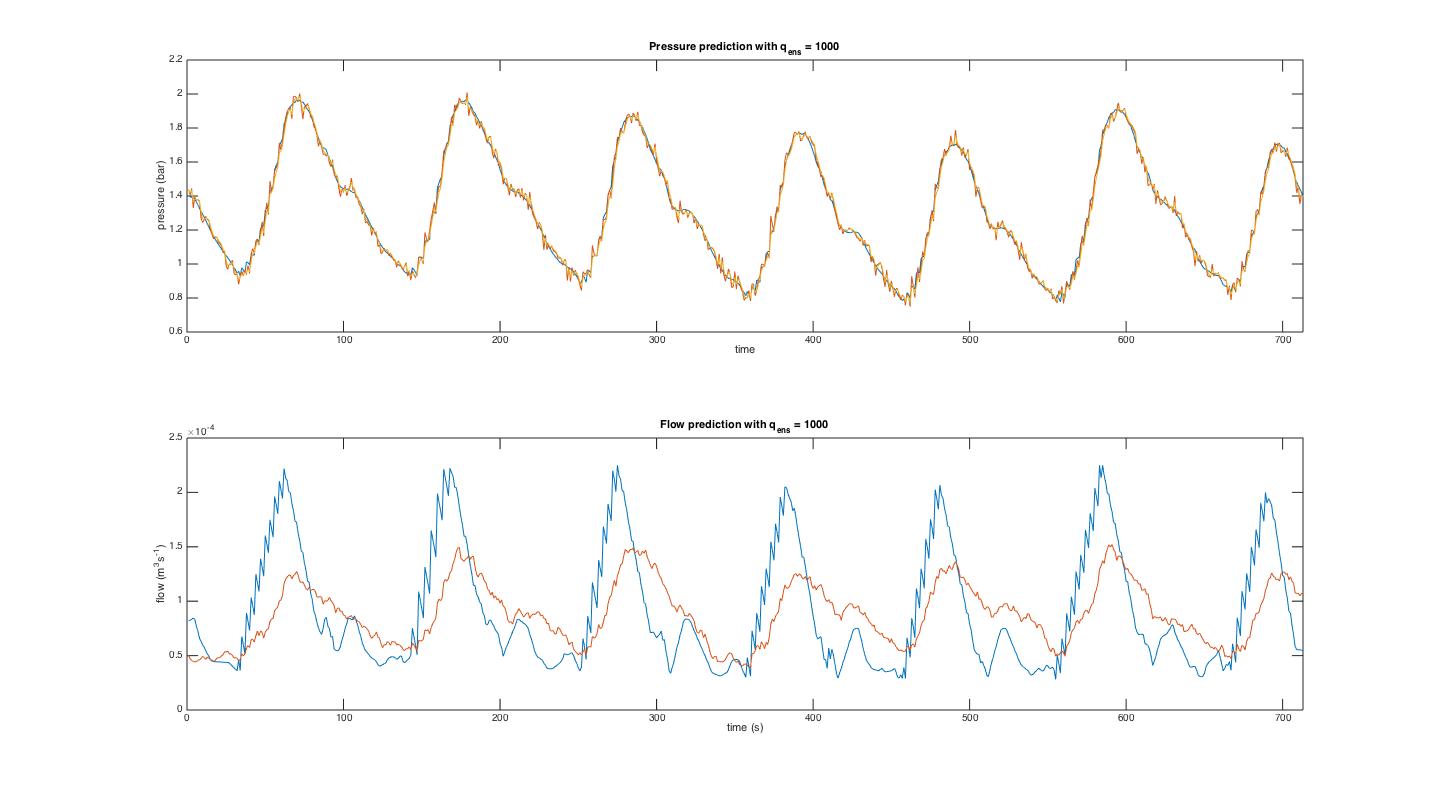 Pressure prediction with qens = 1000
2.2
2
1.8
1.6
1.4
1.2
1
0.8
0.6
pressure (bar)
0 100 200 300 400 500 600 700
time
Flow prediction with qens = 1000
×10-4
2.5
2
1.5
1
0.5
0
flow (m3s-1)
0 100 200 300 400 500 600 700
time (s)